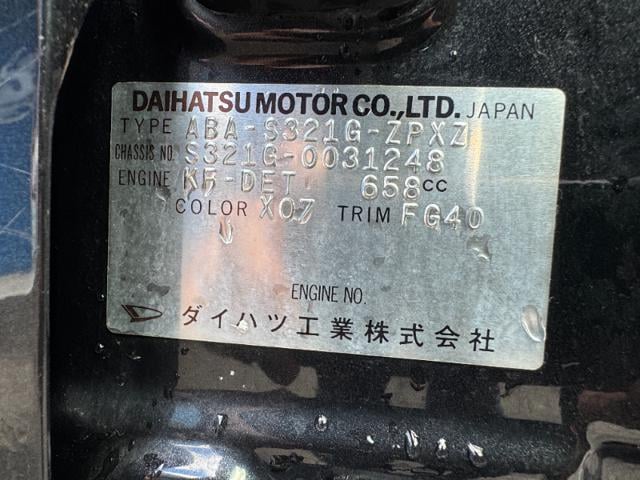 DAIHATSU MOTOR CO.,LTD. JAPAN
TYPE ABA-S321G-ZPXZ
CHASSIS NO. S321G-0031248
ENGINE KF-DET 658CC
COLOR X07 TRIM FG40
ENGINE NO.
ダイハツ工業株式会社